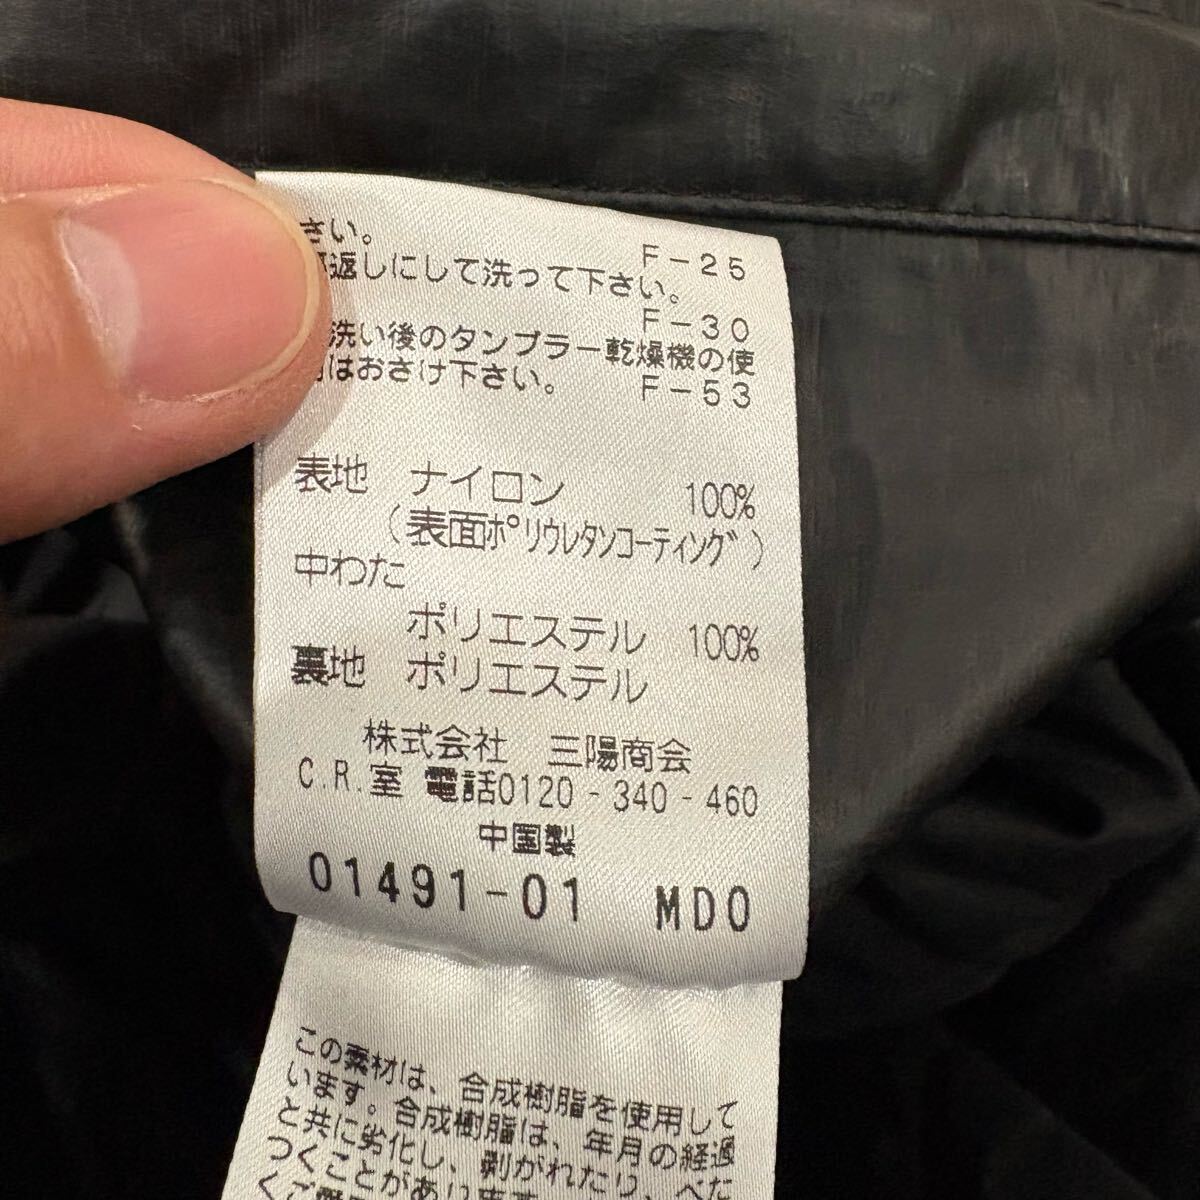 さい。 F-25
返しにして洗って下さい。
F-30
洗い後のタンブラー乾燥機の使
はおさけ下さい。 F-53
表地 ナイロン 100%
(表面ポリウレタンコーティング)
中わた
ポリエステル 100%
裏地 ポリエステル
株式会社 三陽商会
C.R.室 電話0120-340-460
中国製
01491-01 MD0
この素材は、合成樹脂を使用して
います。合成樹脂は、年月の経過
と共に劣化し、剥がれたり、べた
つくことがあります
くご愛